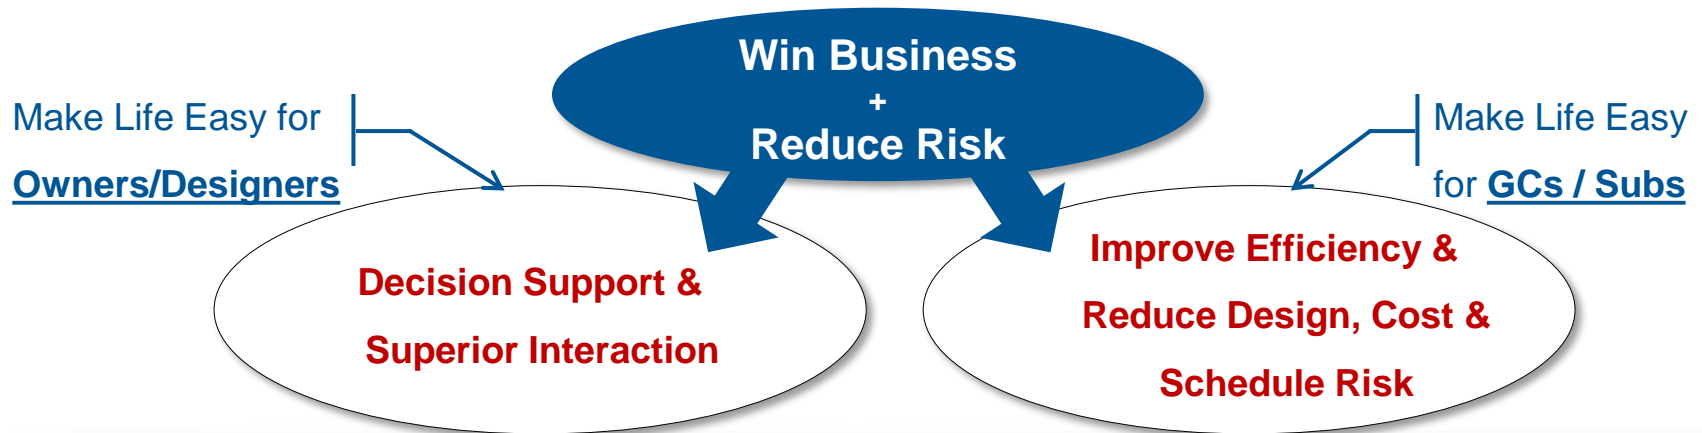 Win Business
+
Reduce Risk
Make Life Easy for
Owners/Designers
Make Life Easy
for GCs / Subs
Decision Support &
Superior Interaction
Improve Efficiency &
Reduce Design, Cost &
Schedule Risk